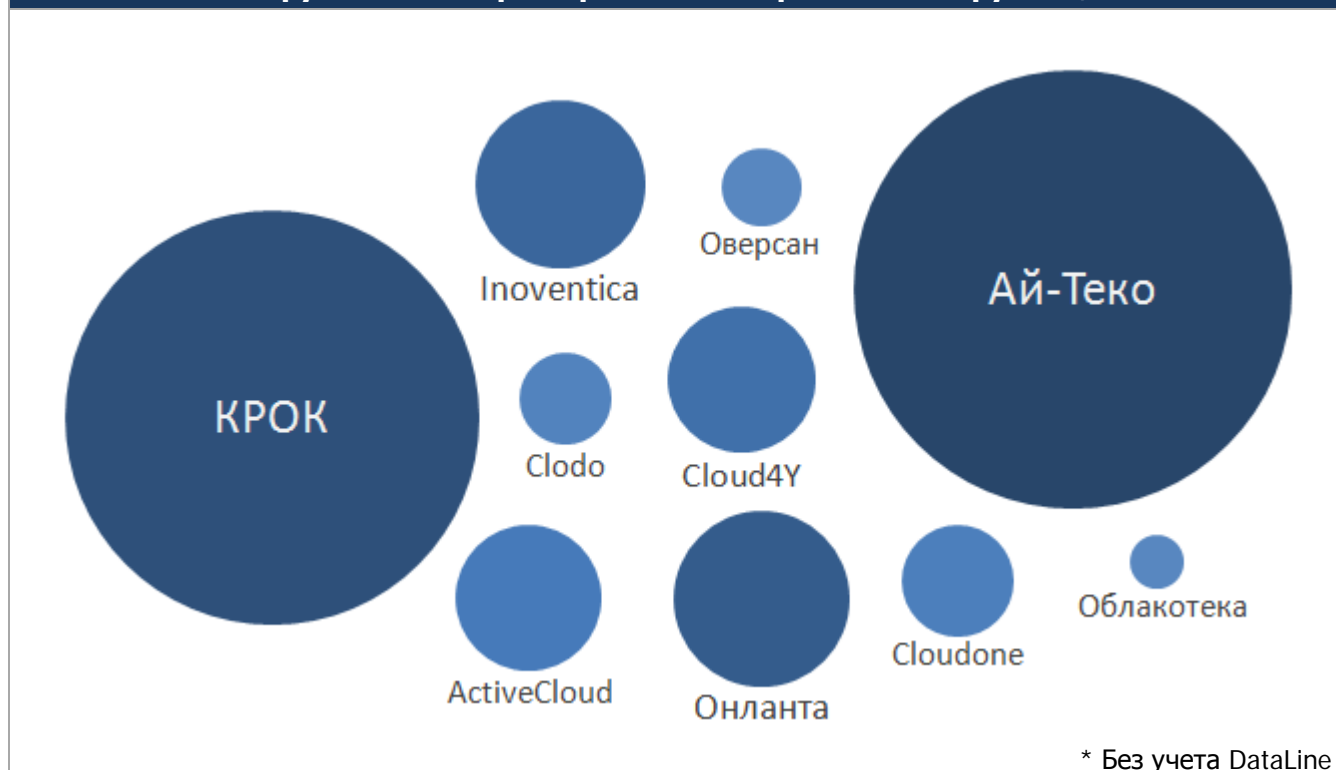 Inoventica
Оверсан
Ай-Теко
КРОК
Clodo
Cloud4Y
ActiveCloud
Онланта
Cloudone
Облакотека
* Без учета DataLine